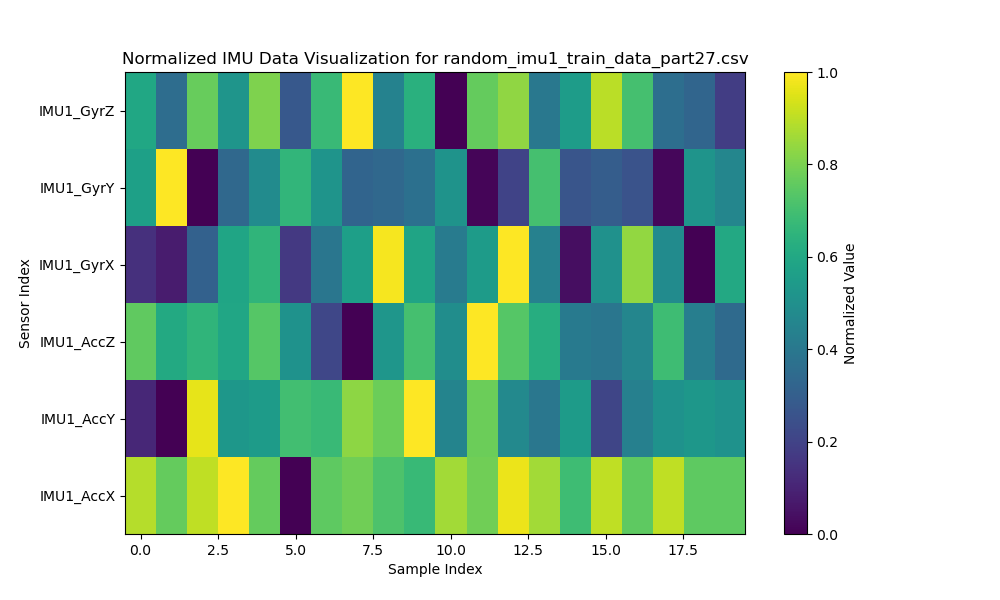 Normalized IMU Data Visualization for random_imu1_train_data_part27.csv
IMU1_GyrZ
IMU1_GyrY
IMU1_GyrX
IMU1_AccZ
IMU1_AccY
IMU1_AccX
Sensor Index
0.0 2.5 5.0 7.5 10.0 12.5 15.0 17.5
Sample Index
1.0
0.8
0.6
0.4
0.2
0.0
Normalized Value